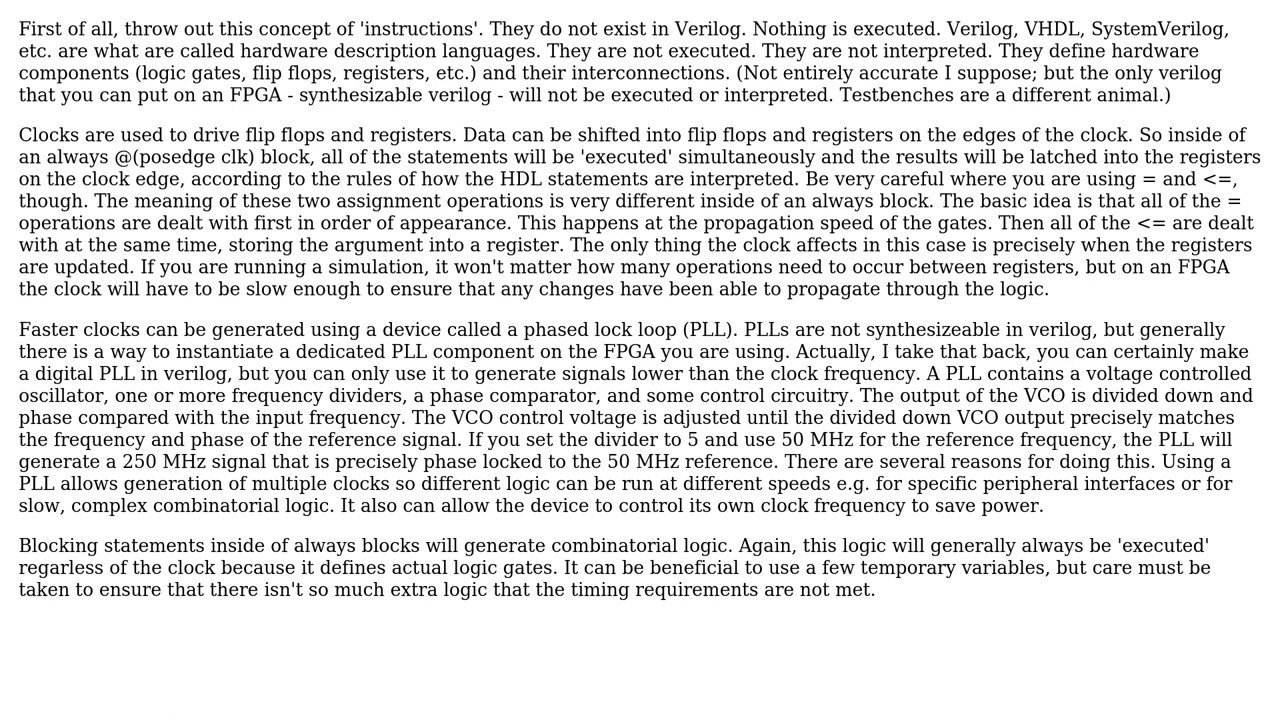 First of all, throw out this concept of 'instructions'. They do not exist in Verilog. Nothing is executed. Verilog, VHDL, SystemVerilog,
etc. are what are called hardware description languages. They are not executed. They are not interpreted. They define hardware
components (logic gates, flip flops, registers, etc.) and their interconnections. (Not entirely accurate I suppose; but the only verilog
that you can put on an FPGA - synthesizable verilog - will not be executed or interpreted. Testbenches are a different animal.)
Clocks are used to drive flip flops and registers. Data can be shifted into flip flops and registers on the edges of the clock. So inside of
an always @(posedge clk) block, all of the statements will be 'executed' simultaneously and the results will be latched into the registers
on the clock edge, according to the rules of how the HDL statements are interpreted. Be very careful where you are using = and <=,
though. The meaning of these two assignment operations is very different inside of an always block. The basic idea is that all of the =
operations are dealt with first in order of appearance. This happens at the propagation speed of the gates. Then all of the <= are dealt
with at the same time, storing the argument into a register. The only thing the clock affects in this case is precisely when the registers
are updated. If you are running a simulation, it won't matter how many operations need to occur between registers, but on an FPGA
the clock will have to be slow enough to ensure that any changes have been able to propagate through the logic.
Faster clocks can be generated using a device called a phased lock loop (PLL). PLLs are not synthesizeable in verilog, but generally
there is a way to instantiate a dedicated PLL component on the FPGA you are using. Actually, I take that back, you can certainly make
a digital PLL in verilog, but you can only use it to generate signals lower than the clock frequency. A PLL contains a voltage controlled
oscillator, one or more frequency dividers, a phase comparator, and some control circuitry. The output of the VCO is divided down and
phase compared with the input frequency. The VCO control voltage is adjusted until the divided down VCO output precisely matches
the frequency and phase of the reference signal. If you set the divider to 5 and use 50 MHz for the reference frequency, the PLL will
generate a 250 MHz signal that is precisely phase locked to the 50 MHz reference. There are several reasons for doing this. Using a
PLL allows generation of multiple clocks so different logic can be run at different speeds e.g. for specific peripheral interfaces or for
slow, complex combinatorial logic. It also can allow the device to control its own clock frequency to save power.
Blocking statements inside of always blocks will generate combinatorial logic. Again, this logic will generally always be 'executed'
regarless of the clock because it defines actual logic gates. It can be beneficial to use a few temporary variables, but care must be
taken to ensure that there isn't so much extra logic that the timing requirements are not met.